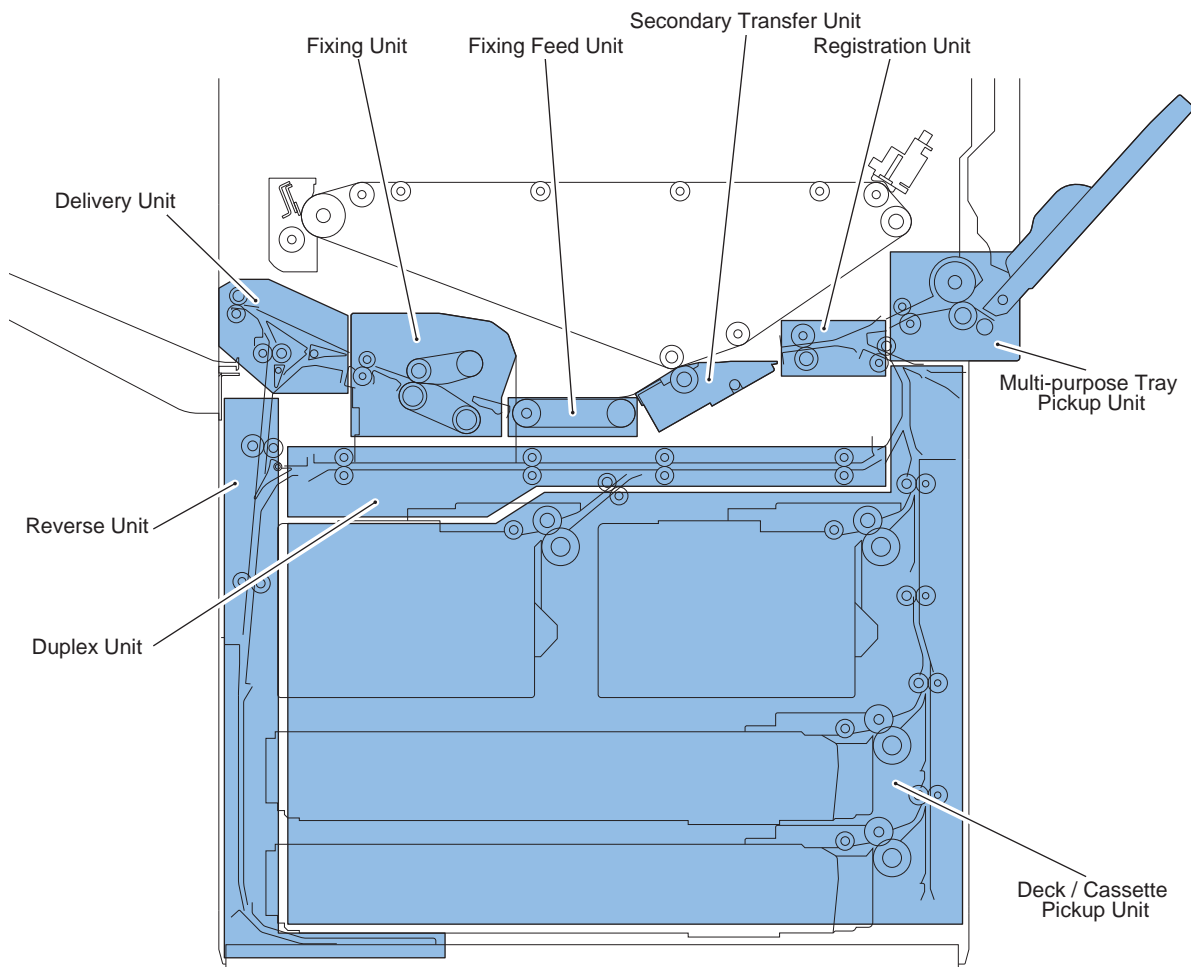 Secondary Transfer Unit
Fixing Unit
Fixing Feed Unit
Registration Unit
Delivery Unit
Multi-purpose Tray
Pickup Unit
Reverse Unit
Duplex Unit
Deck / Cassette
Pickup Unit